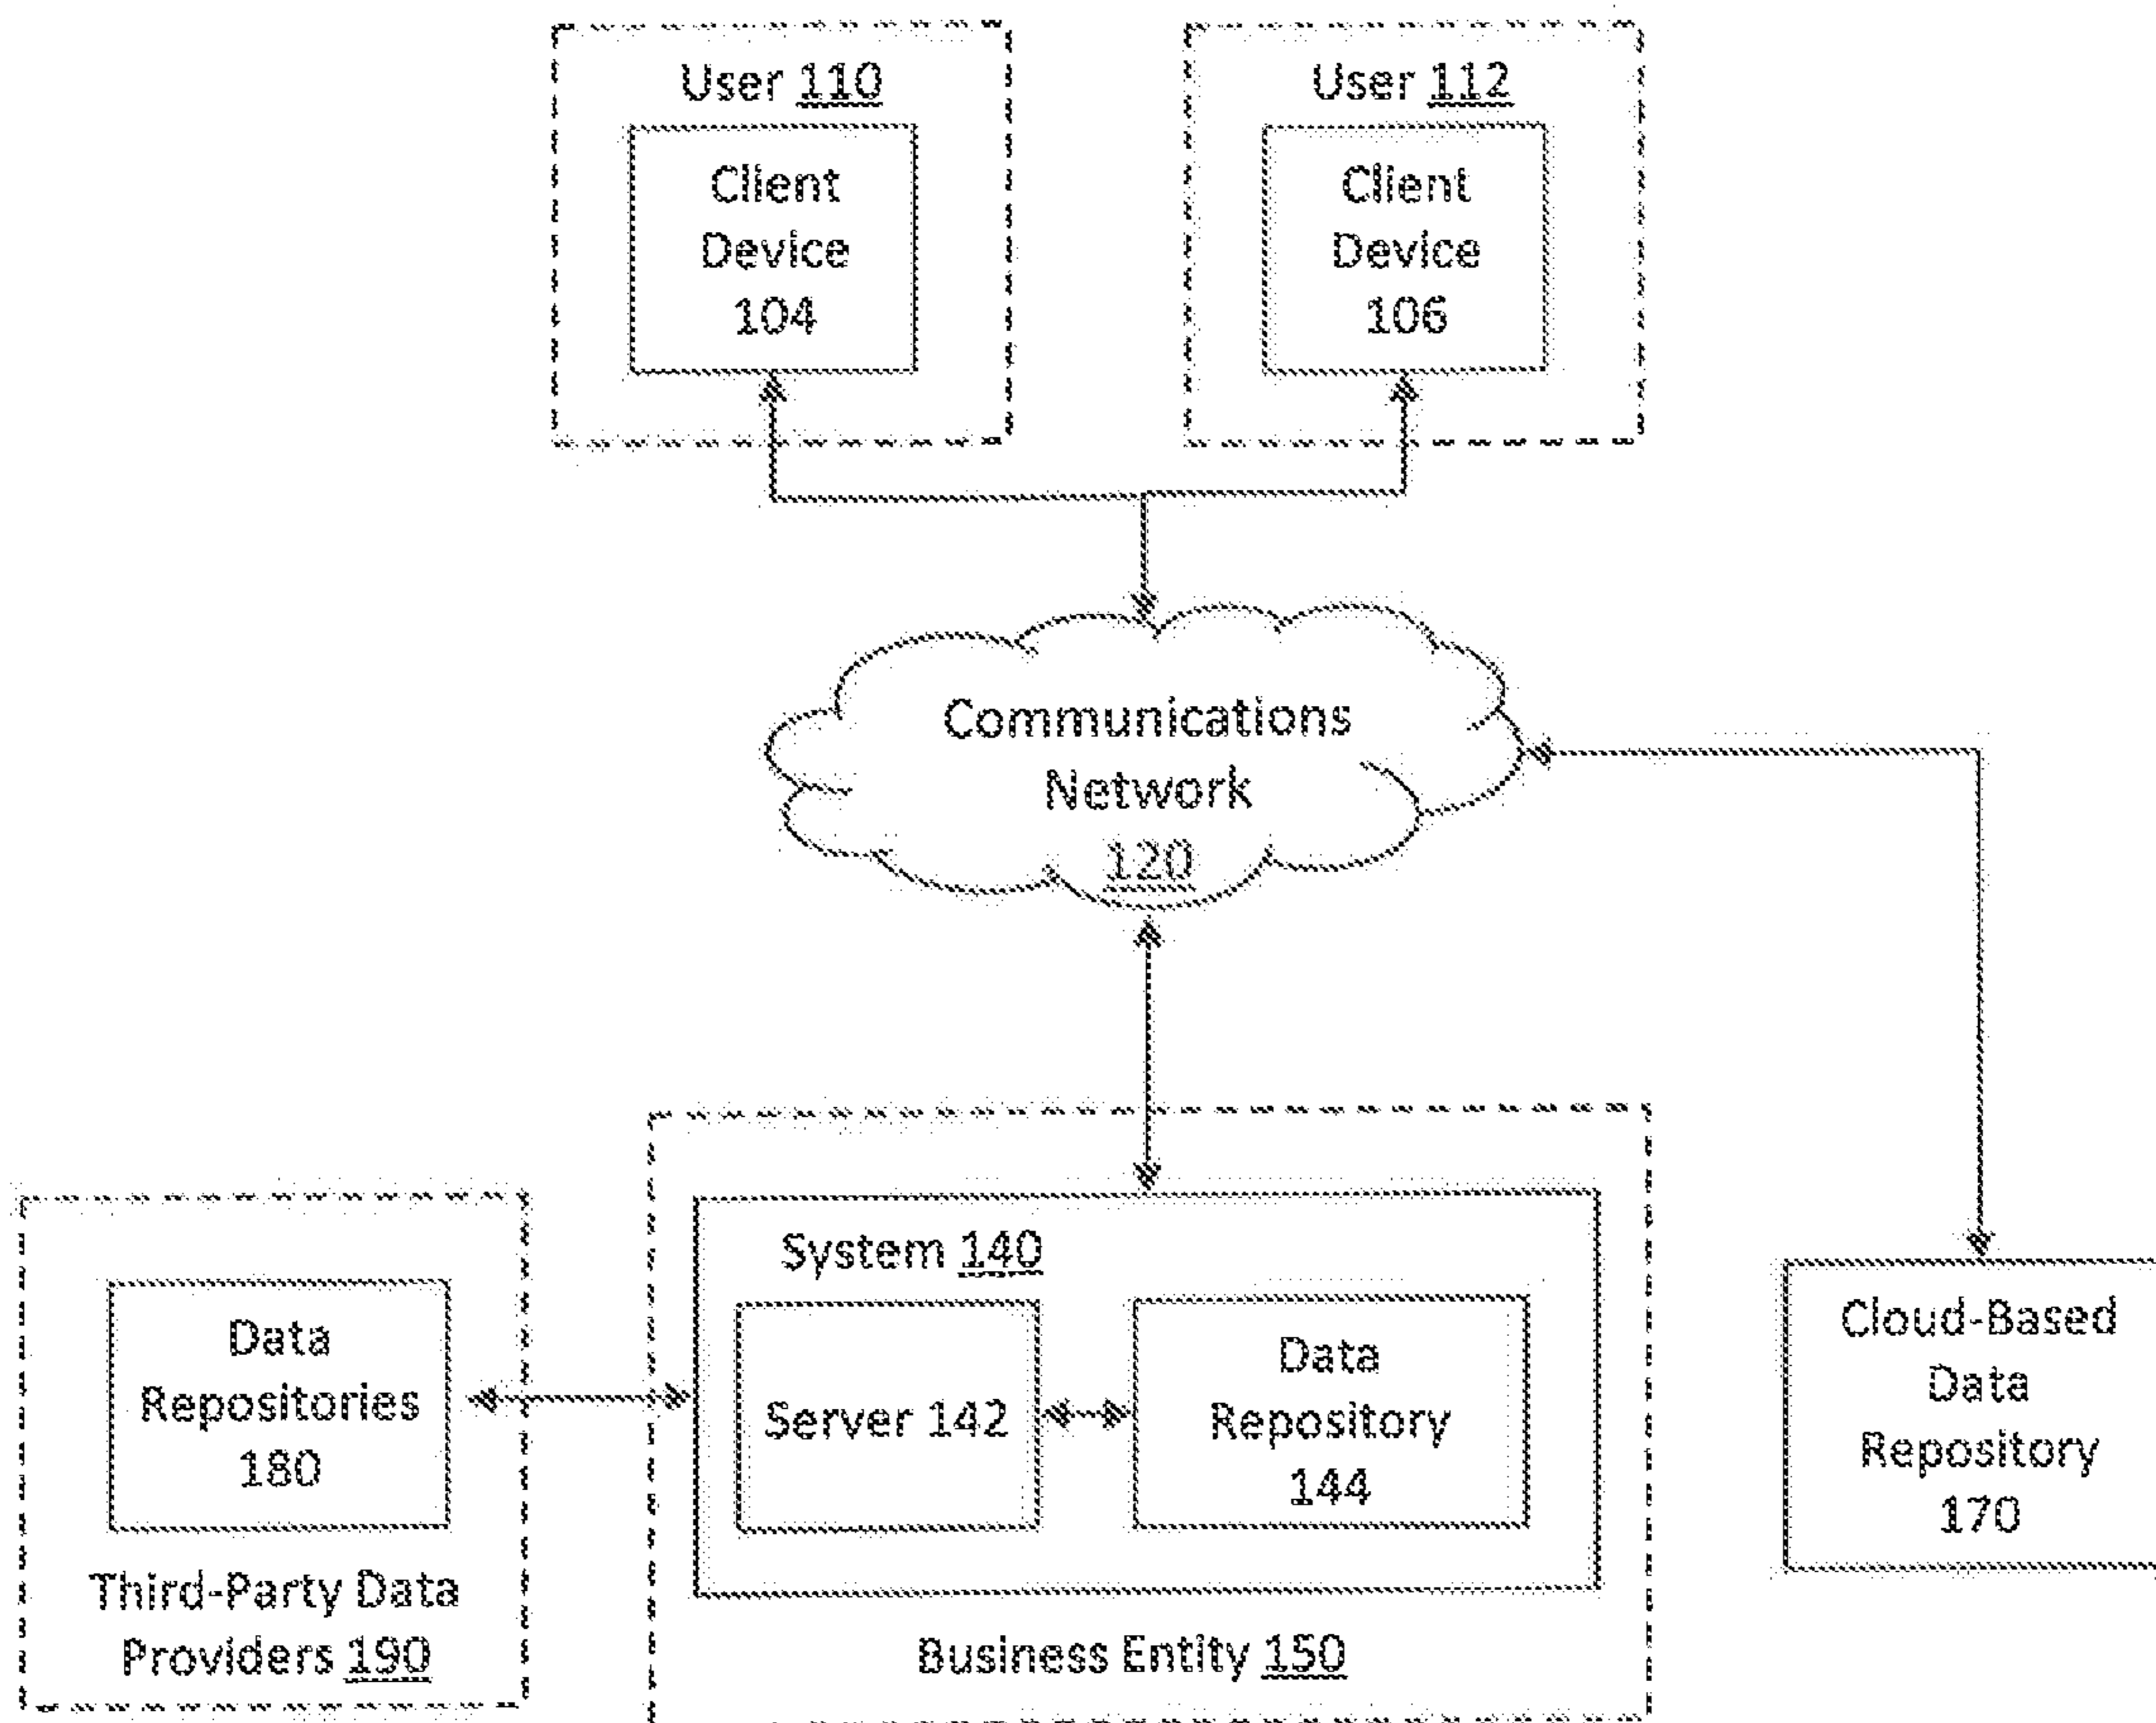 User 110
Client
Device
104
User 112
Client
Device
106
Communications
Network
120
System 140
Server 142
Data
Repository
144
Business Entity 150
Data
Repositories
180
Third-Party Data
Providers 190
Cloud-Based
Data
Repository
170